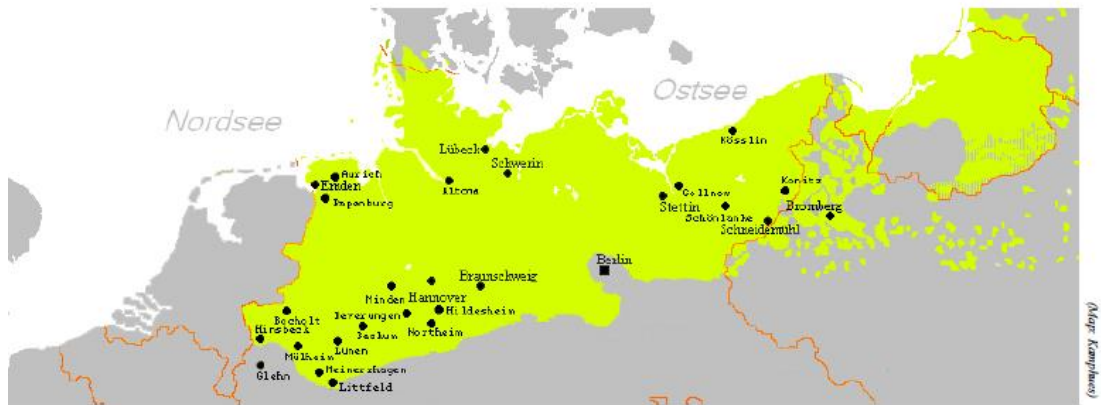 Nordsee
Ostsee
Kösslin
Lübeck
Schwerin
Altona
Aurich
Emden
Papenburg
Konitz
Gollnow
Stettin
Schönlanke
Bromberg
Schneidemühl
Berlin
Braunschweig
Minden
Hannover
Beverungen
Hildesheim
Bocholt
Beckum
Northeim
Hinsbeck
Mülheim
Lünen
Glehn
Meinerzhagen
Littfeld
(Map: Kamphues)